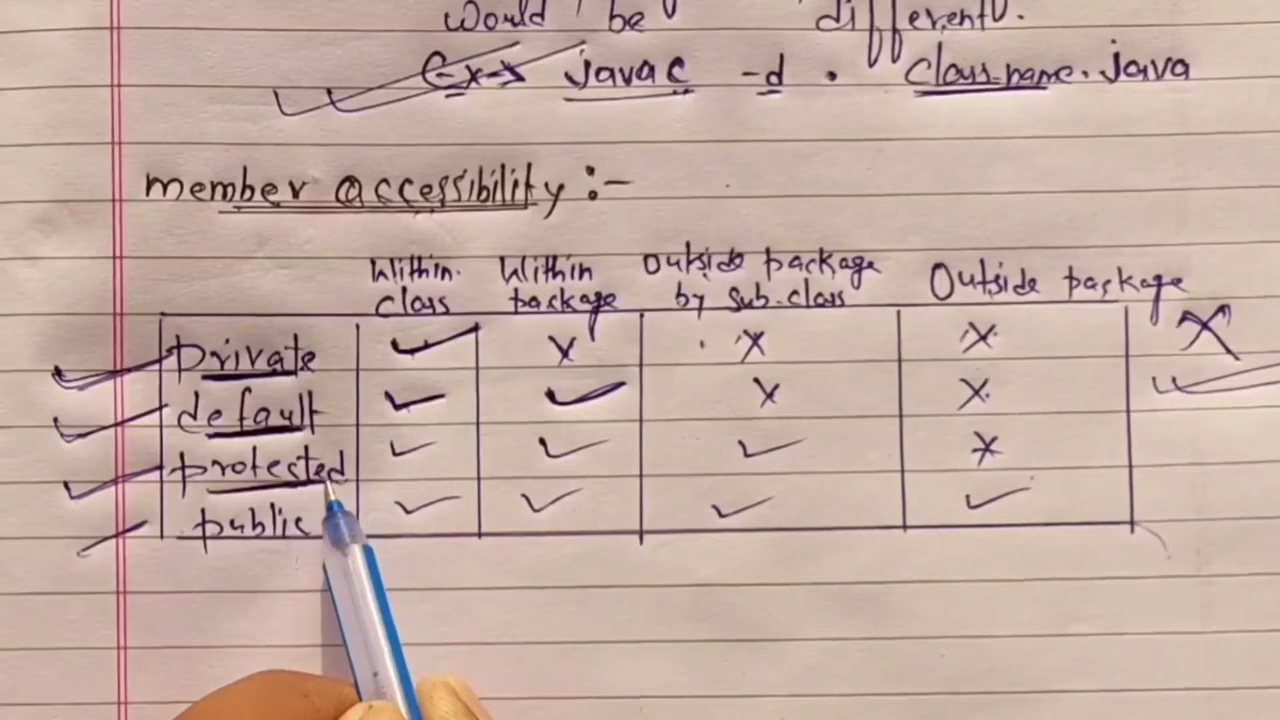 would be different.
Ex→ javac -d . Class-name.java
member accessibility :-
Within class Within package Outside package by sub-class Outside package
private ✓ × × × ×
default ✓ ✓ × ×
protected ✓ ✓ ✓ ×
public ✓ ✓ ✓ ✓